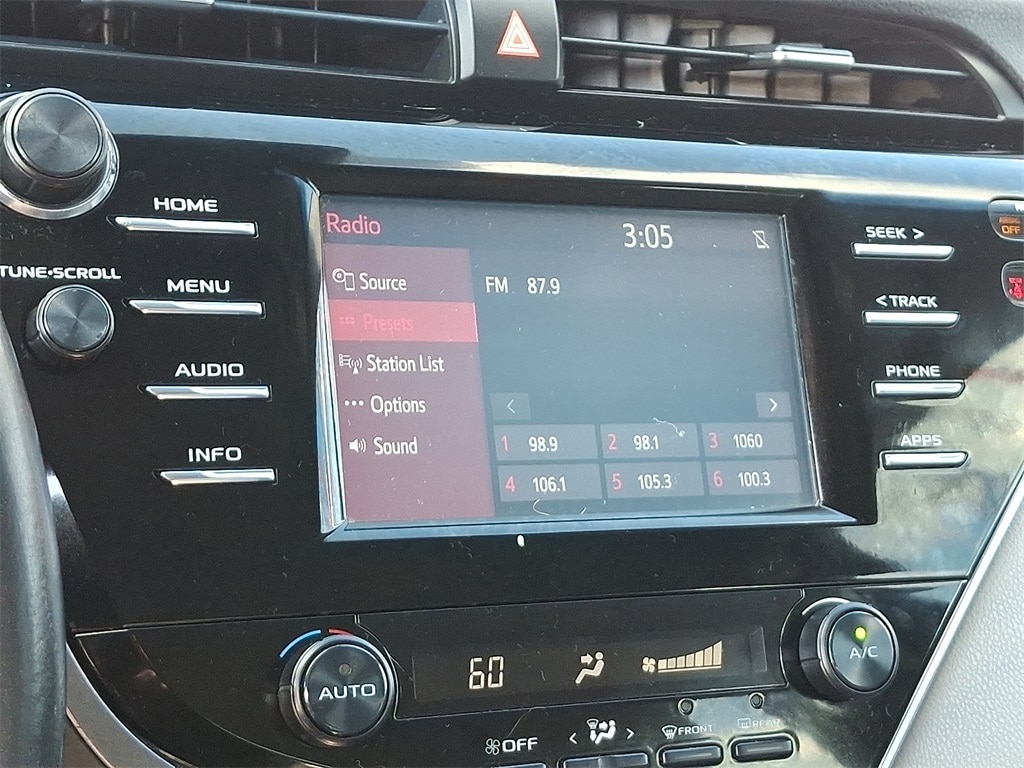 HOME
TUNE•SCROLL
MENU
AUDIO
INFO
Radio
3:05
Source
FM 87.9
Presets
Station List
Options
Sound
< >
1 98.9 2 98.1 3 1060
4 106.1 5 105.3 6 100.3
SEEK >
< TRACK
PHONE
APPS
OFF
AUTO
60
A/C
OFF
< >
FRONT
REAR